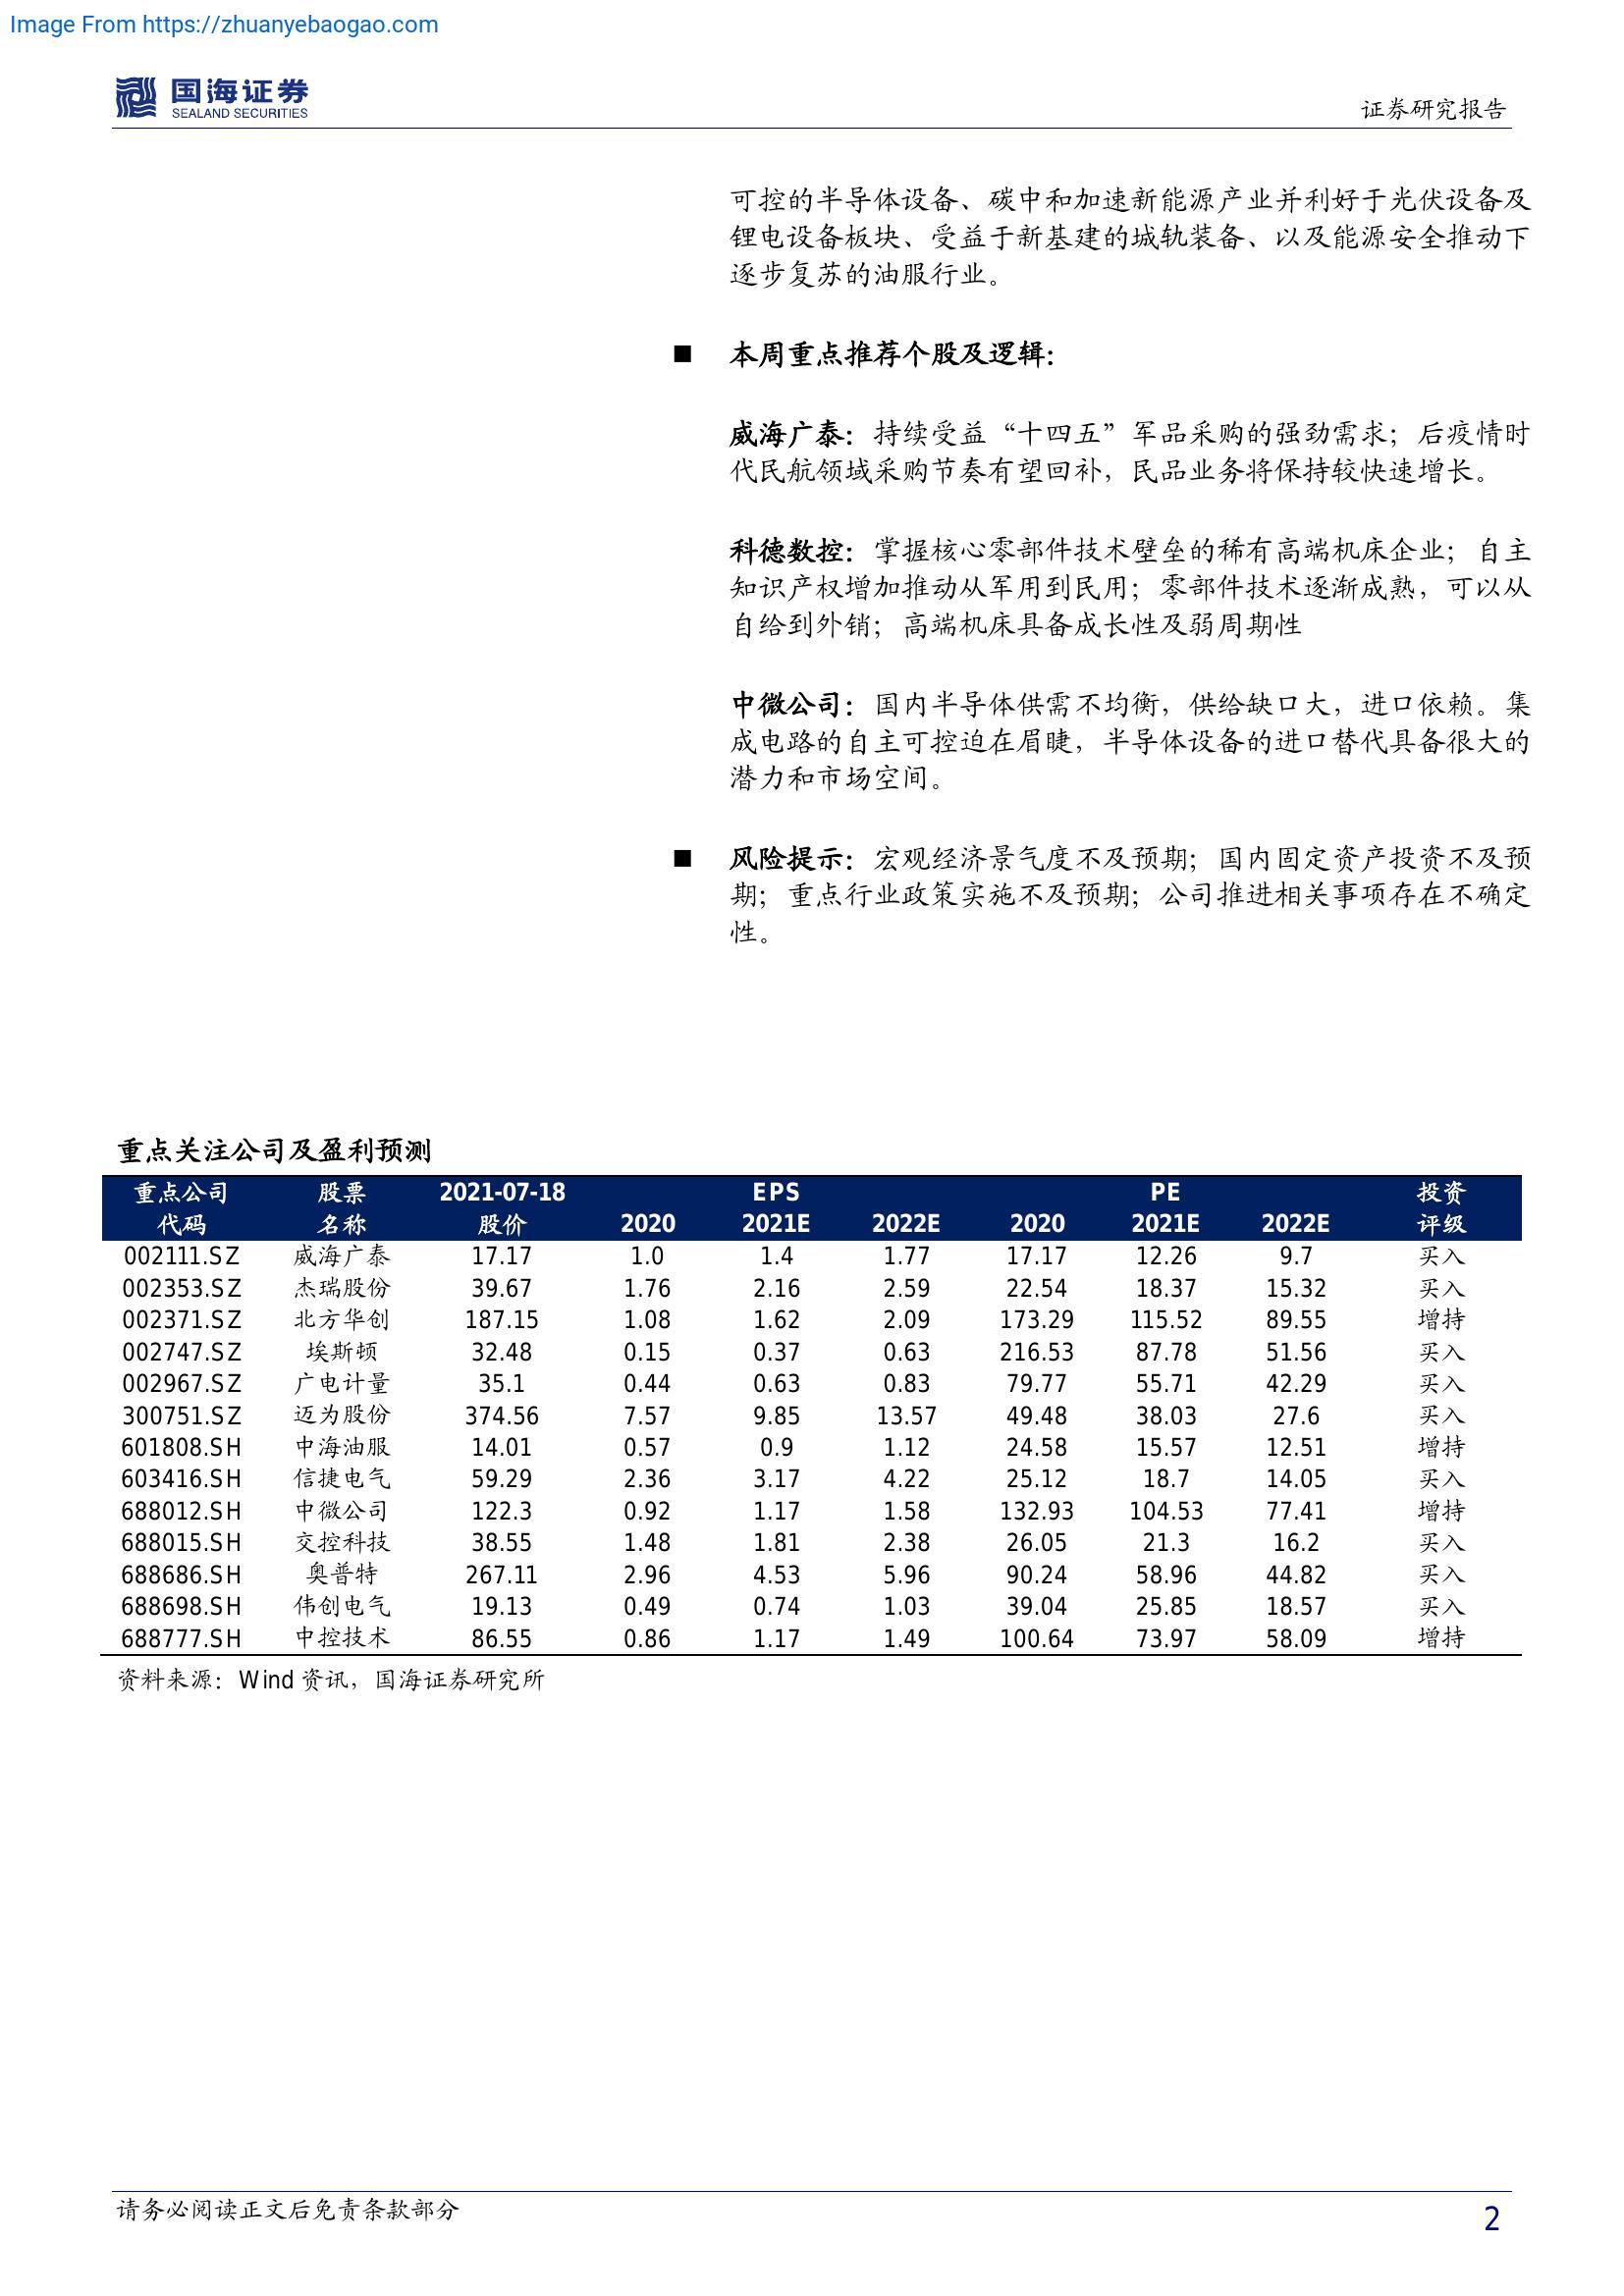 Image From https://zhuanyebaogao.com
国海证券
SEALAND SECURITIES
证券研究报告
可控的半导体设备、碳中和加速新能源产业并利好于光伏设备及
锂电设备板块、受益于新基建的城轨装备、以及能源安全推动下
逐步复苏的油服行业。
■ 本周重点推荐个股及逻辑：
威海广泰：持续受益“十四五”军品采购的强劲需求；后疫情时
代民航领域采购节奏有望回补，民品业务将保持较快速增长。
科德数控：掌握核心零部件技术壁垒的稀有高端机床企业；自主
知识产权增加推动从军用到民用；零部件技术逐渐成熟，可以从
自给到外销；高端机床具备成长性及弱周期性
中微公司：国内半导体供需不均衡，供给缺口大，进口依赖。集
成电路的自主可控迫在眉睫，半导体设备的进口替代具备很大的
潜力和市场空间。
■ 风险提示：宏观经济景气度不及预期；国内固定资产投资不及预
期；重点行业政策实施不及预期；公司推进相关事项存在不确定
性。
重点关注公司及盈利预测
重点公司 股票 2021-07-18 EPS PE 投资
代码 名称 股价 2020 2021E 2022E 2020 2021E 2022E 评级
002111.SZ 威海广泰 17.17 1.0 1.4 1.77 17.17 12.26 9.7 买入
002353.SZ 杰瑞股份 39.67 1.76 2.16 2.59 22.54 18.37 15.32 买入
002371.SZ 北方华创 187.15 1.08 1.62 2.09 173.29 115.52 89.55 增持
002747.SZ 埃斯顿 32.48 0.15 0.37 0.63 216.53 87.78 51.56 买入
002967.SZ 广电计量 35.1 0.44 0.63 0.83 79.77 55.71 42.29 买入
300751.SZ 迈为股份 374.56 7.57 9.85 13.57 49.48 38.03 27.6 买入
601808.SH 中海油服 14.01 0.57 0.9 1.12 24.58 15.57 12.51 增持
603416.SH 信捷电气 59.29 2.36 3.17 4.22 25.12 18.7 14.05 买入
688012.SH 中微公司 122.3 0.92 1.17 1.58 132.93 104.53 77.41 增持
688015.SH 交控科技 38.55 1.48 1.81 2.38 26.05 21.3 16.2 买入
688686.SH 奥普特 267.11 2.96 4.53 5.96 90.24 58.96 44.82 买入
688698.SH 伟创电气 19.13 0.49 0.74 1.03 39.04 25.85 18.57 买入
688777.SH 中控技术 86.55 0.86 1.17 1.49 100.64 73.97 58.09 增持
资料来源：Wind 资讯，国海证券研究所
请务必阅读正文后免责条款部分
2